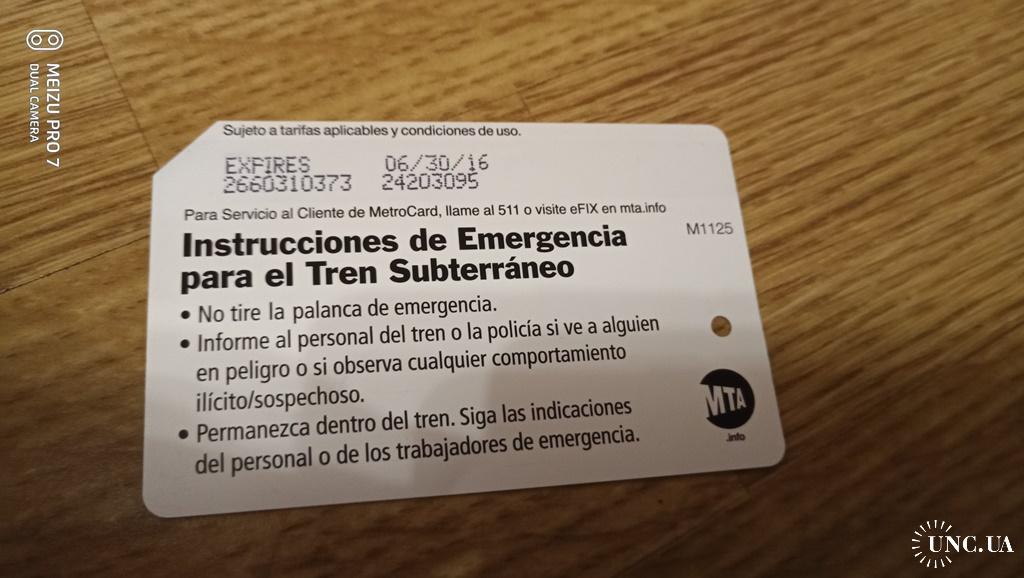 MEIZU PRO 7
DUAL CAMERA
Sujeto a tarifas aplicables y condiciones de uso.
EXPIRES 06/30/16
2660310373 24203095
Para Servicio al Cliente de MetroCard, llame al 511 o visite eFIX en mta.info
M1125
Instrucciones de Emergencia
para el Tren Subterráneo
• No tire la palanca de emergencia.
• Informe al personal del tren o la policía si ve a alguien
en peligro o si observa cualquier comportamiento
ilícito/sospechoso.
• Permanezca dentro del tren. Siga las indicaciones
del personal o de los trabajadores de emergencia.
MTA
.info
UNC.UA